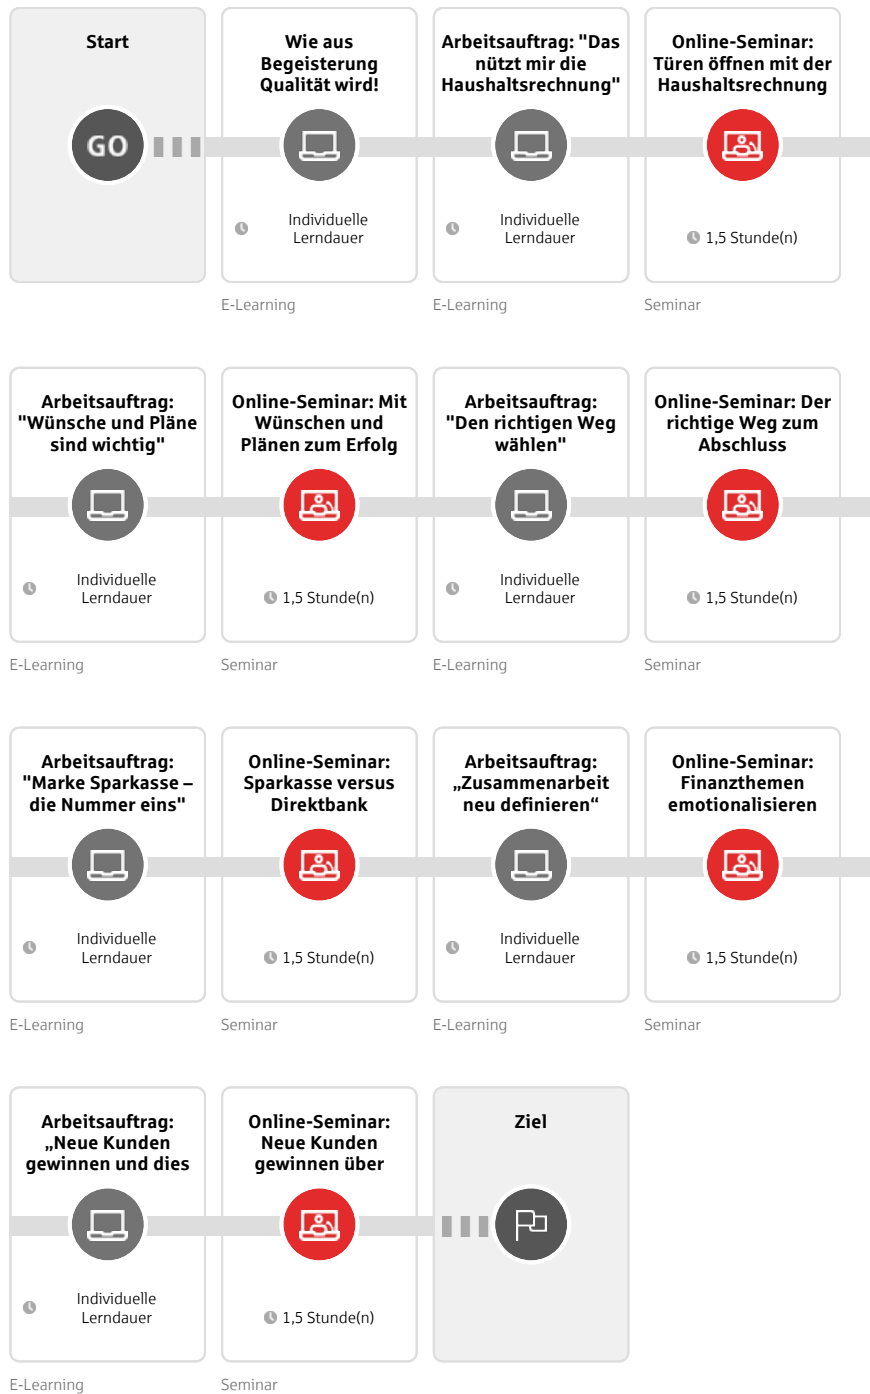 Start
Wie aus
Begeisterung
Qualität wird!
Arbeitsauftrag: "Das
nützt mir die
Haushaltsrechnung"
Online-Seminar:
Türen öffnen mit der
Haushaltsrechnung
GO
Individuelle
Lerndauer
Individuelle
Lerndauer
1,5 Stunde(n)
E-Learning
E-Learning
Seminar
Arbeitsauftrag:
"Wünsche und Pläne
sind wichtig"
Online-Seminar: Mit
Wünschen und
Plänen zum Erfolg
Arbeitsauftrag:
"Den richtigen Weg
wählen"
Online-Seminar: Der
richtige Weg zum
Abschluss
Individuelle
Lerndauer
1,5 Stunde(n)
Individuelle
Lerndauer
1,5 Stunde(n)
E-Learning
Seminar
E-Learning
Seminar
Arbeitsauftrag:
"Marke Sparkasse –
die Nummer eins"
Online-Seminar:
Sparkasse versus
Direktbank
Arbeitsauftrag:
„Zusammenarbeit
neu definieren“
Online-Seminar:
Finanzthemen
emotionalisieren
Individuelle
Lerndauer
1,5 Stunde(n)
Individuelle
Lerndauer
1,5 Stunde(n)
E-Learning
Seminar
E-Learning
Seminar
Arbeitsauftrag:
„Neue Kunden
gewinnen und dies
Online-Seminar:
Neue Kunden
gewinnen über
Ziel
Individuelle
Lerndauer
1,5 Stunde(n)
E-Learning
Seminar